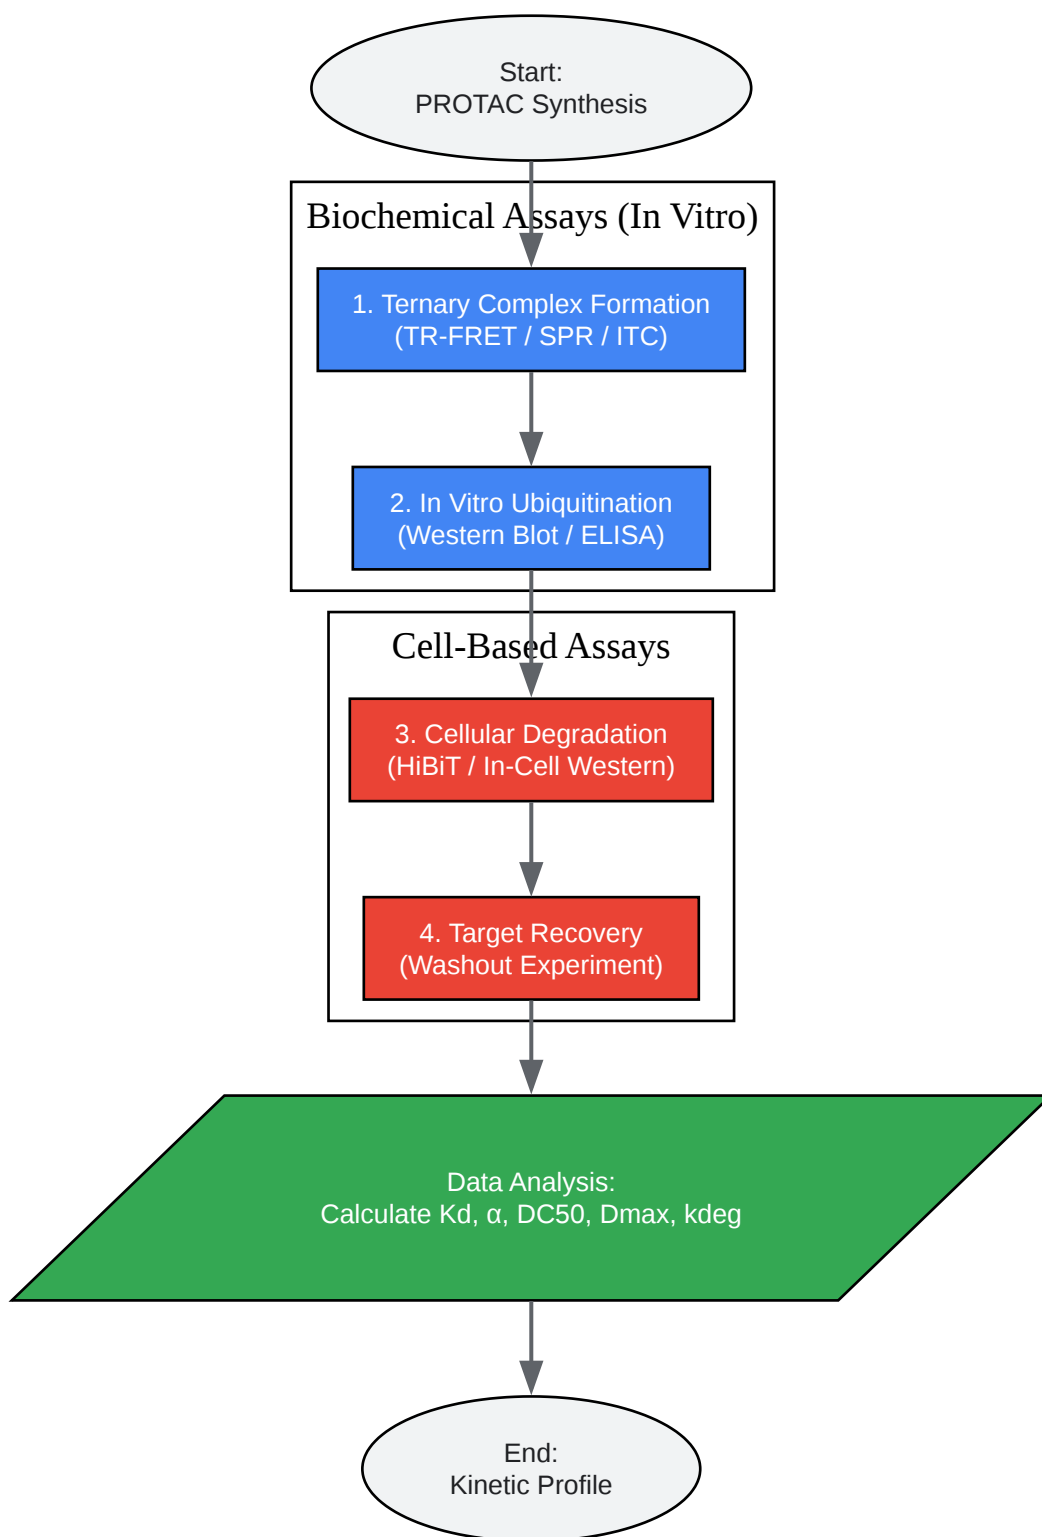 Start:
PROTAC Synthesis
Biochemical Assays (In Vitro)
1. Ternary Complex Formation
(TR-FRET / SPR / ITC)
2. In Vitro Ubiquitination
(Western Blot / ELISA)
Cell-Based Assays
3. Cellular Degradation
(HiBiT / In-Cell Western)
4. Target Recovery
(Washout Experiment)
Data Analysis:
Calculate Kd, α, DC50, Dmax, kdeg
End:
Kinetic Profile